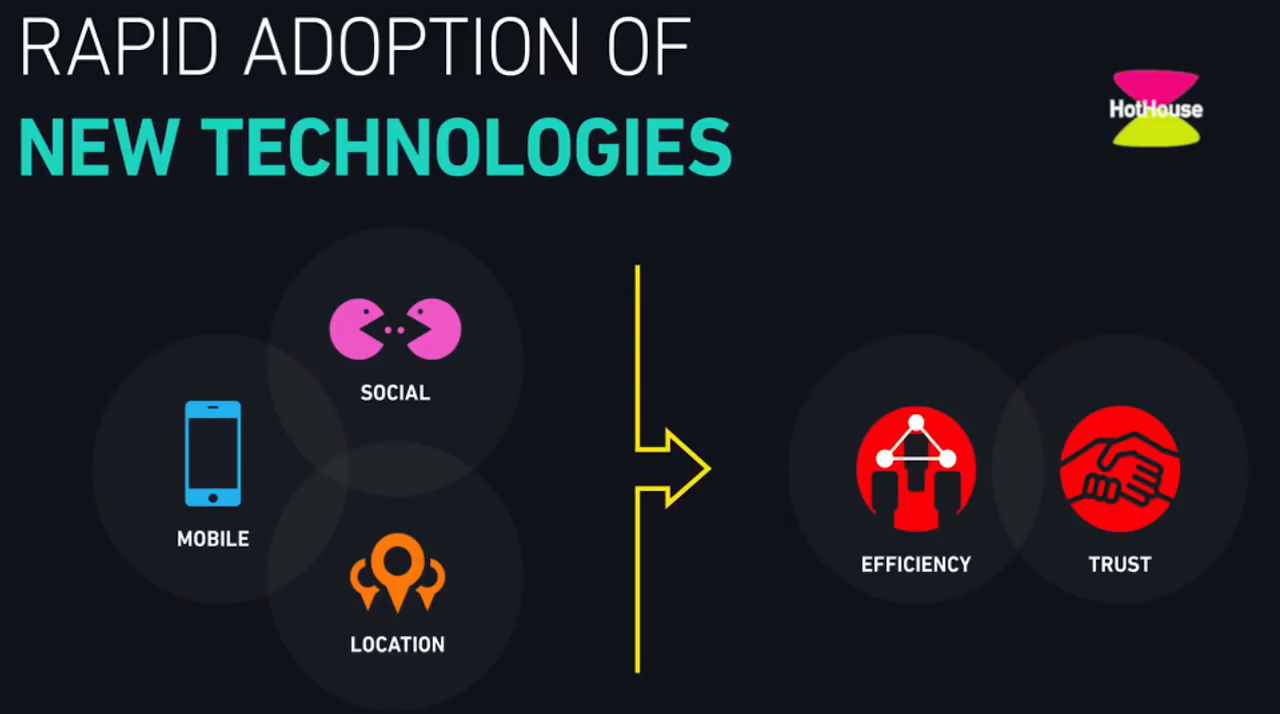 RAPID ADOPTION OF
NEW TECHNOLOGIES
HotHouse
SOCIAL
MOBILE
LOCATION
EFFICIENCY
TRUST